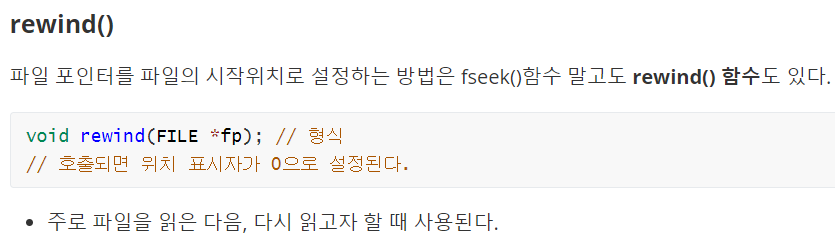 rewind()
파일 포인터를 파일의 시작위치로 설정하는 방법은 fseek()함수 말고도 rewind() 함수도 있다.
void rewind(FILE *fp); // 형식
// 호출되면 위치 표시자가 0으로 설정된다.
• 주로 파일을 읽은 다음, 다시 읽고자 할 때 사용된다.